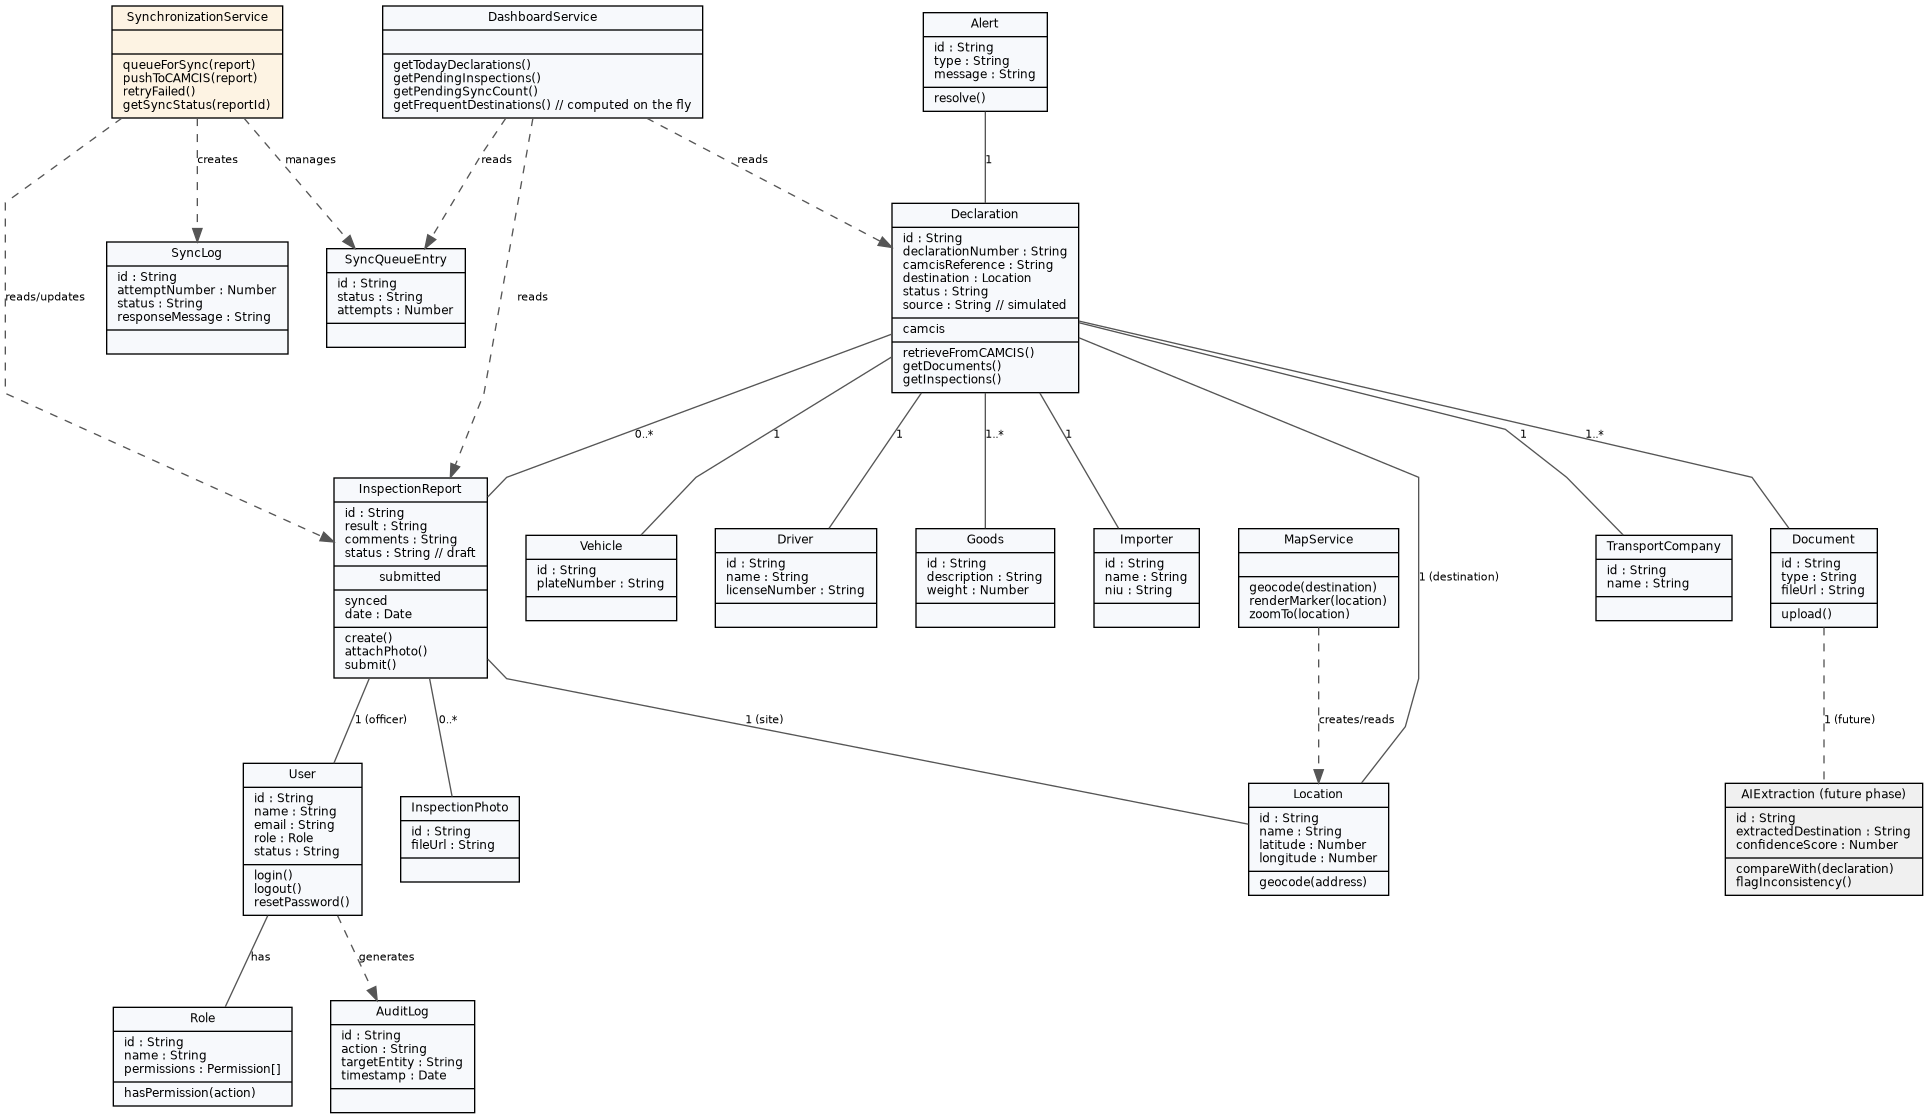 SynchronizationService
queueForSync(report)
pushToCAMCIS(report)
retryFailed()
getSyncStatus(reportId)
DashboardService
getTodayDeclarations()
getPendingInspections()
getPendingSyncCount()
getFrequentDestinations() // computed on the fly
Alert
id : String
type : String
message : String
resolve()
creates
manages
reads
reads
1
Declaration
id : String
declarationNumber : String
camcisReference : String
destination : Location
status : String
source : String // simulated
camcis
retrieveFromCAMCIS()
getDocuments()
getInspections()
SyncLog
id : String
attemptNumber : Number
status : String
responseMessage : String
SyncQueueEntry
id : String
status : String
attempts : Number
reads/updates
reads
0..*
1
1
1..*
1
1
1..*
InspectionReport
id : String
result : String
comments : String
status : String // draft
submitted
synced
date : Date
create()
attachPhoto()
submit()
Vehicle
id : String
plateNumber : String
Driver
id : String
name : String
licenseNumber : String
Goods
id : String
description : String
weight : Number
Importer
id : String
name : String
niu : String
MapService
geocode(destination)
renderMarker(location)
zoomTo(location)
1 (destination)
TransportCompany
id : String
name : String
Document
id : String
type : String
fileUrl : String
upload()
1 (officer)
0..*
1 (site)
creates/reads
1 (future)
User
id : String
name : String
email : String
role : Role
status : String
login()
logout()
resetPassword()
InspectionPhoto
id : String
fileUrl : String
Location
id : String
name : String
latitude : Number
longitude : Number
geocode(address)
AIExtraction (future phase)
id : String
extractedDestination : String
confidenceScore : Number
compareWith(declaration)
flagInconsistency()
has
generates
Role
id : String
name : String
permissions : Permission[]
hasPermission(action)
AuditLog
id : String
action : String
targetEntity : String
timestamp : Date